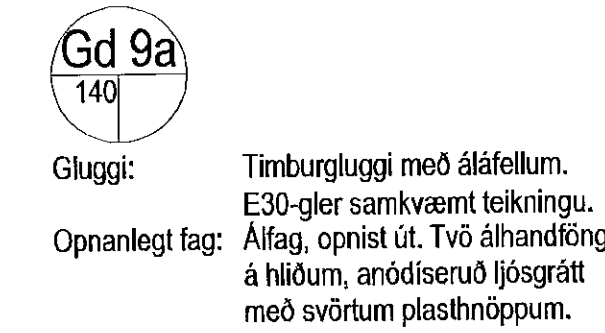 Gd 9a
140
Gluggi: Timburgluggi með áláfellum.
E30-gler samkvæmt teikningu.
Opnanlegt fag: Álfag, opnist út. Tvö álhandföng
á hliðum, anódíseruð ljósgrátt
með svörtum plasthnöppum.